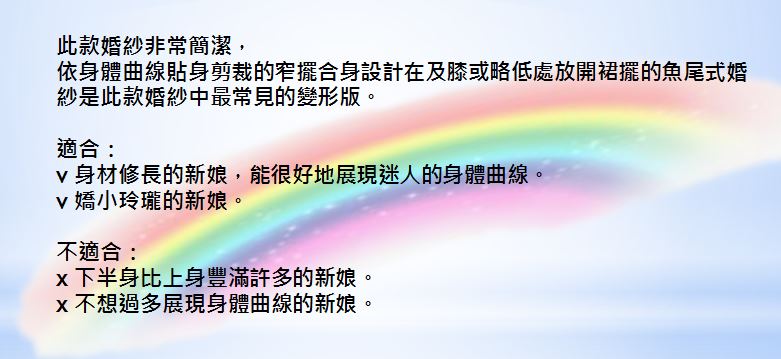 此款婚紗非常簡潔，
依身體曲線貼身剪裁的窄擺合身設計在及膝或略低處放開裙擺的魚尾式婚
紗是此款婚紗中最常見的變形版。
適合：
v 身材修長的新娘，能很好地展現迷人的身體曲線。
v 嬌小玲瓏的新娘。
不適合：
x 下半身比上身豐滿許多的新娘。
x 不想過多展現身體曲線的新娘。